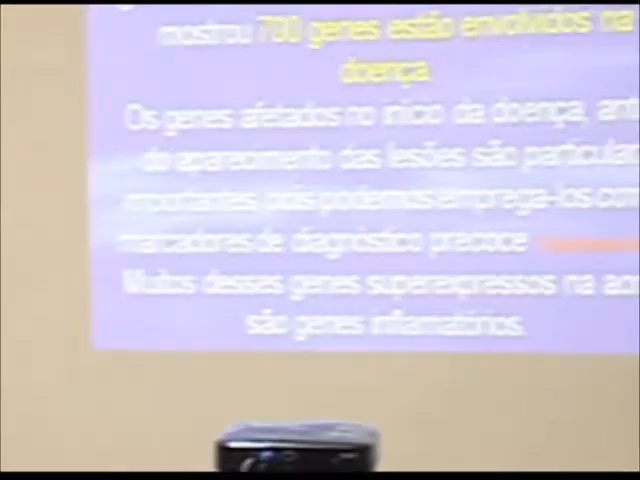 mostrou 700 genes estão envolvidos na
doença.
Os genes afetados no início da doença, ant
do aparecimento das lesões são particular
importantes, pois podemos emprega-los com
marcadores de diagnóstico precoce
Muitos desses genes superexpressos na acn
são genes inflamatórios.